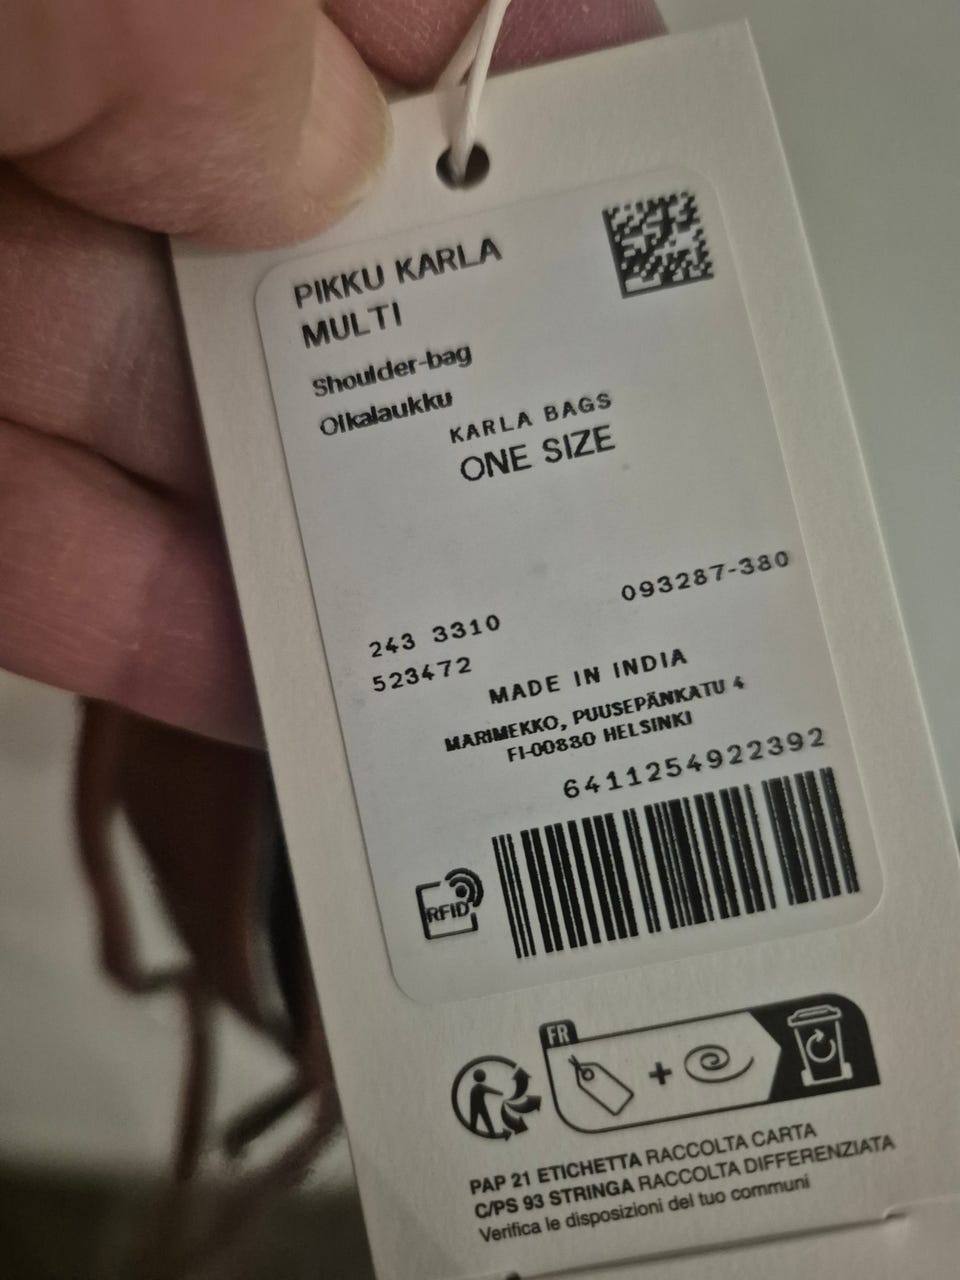 PIKKU KARLA
MULTI
Shoulder-bag
Olkalaukku
KARLA BAGS
ONE SIZE
093287-380
243 3310
523472
MADE IN INDIA
MARIMEKKO, PUUSEPÄNKATU 4
FI-00880 HELSINKI
6411254922392
RFID
FR
PAP 21 ETICHETTA RACCOLTA CARTA
C/PS 93 STRINGA RACCOLTA DIFFERENZIATA
Verifica le disposizioni del tuo communi